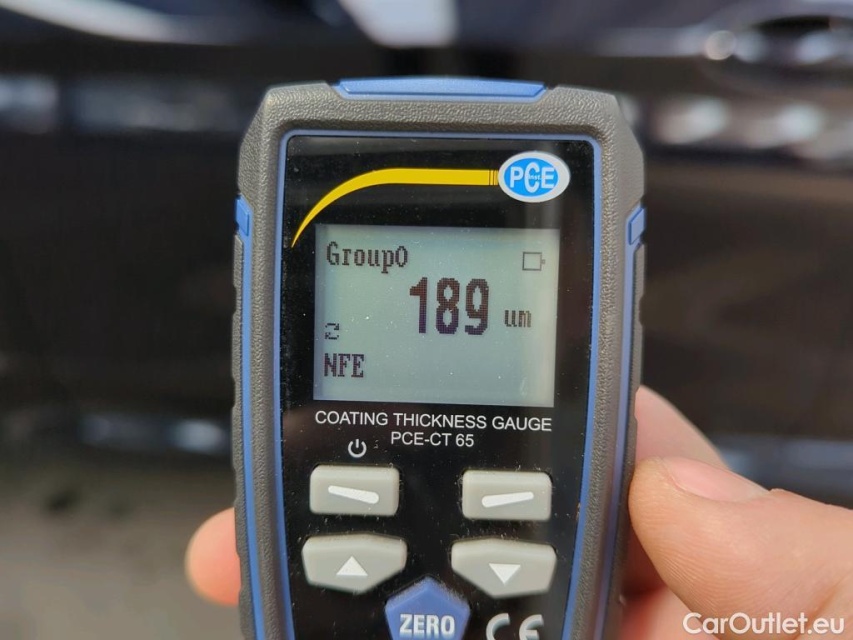 PCE
Group0
189 um
NFE
COATING THICKNESS GAUGE
PCE-CT 65
ZERO
CE
CarOutlet.eu